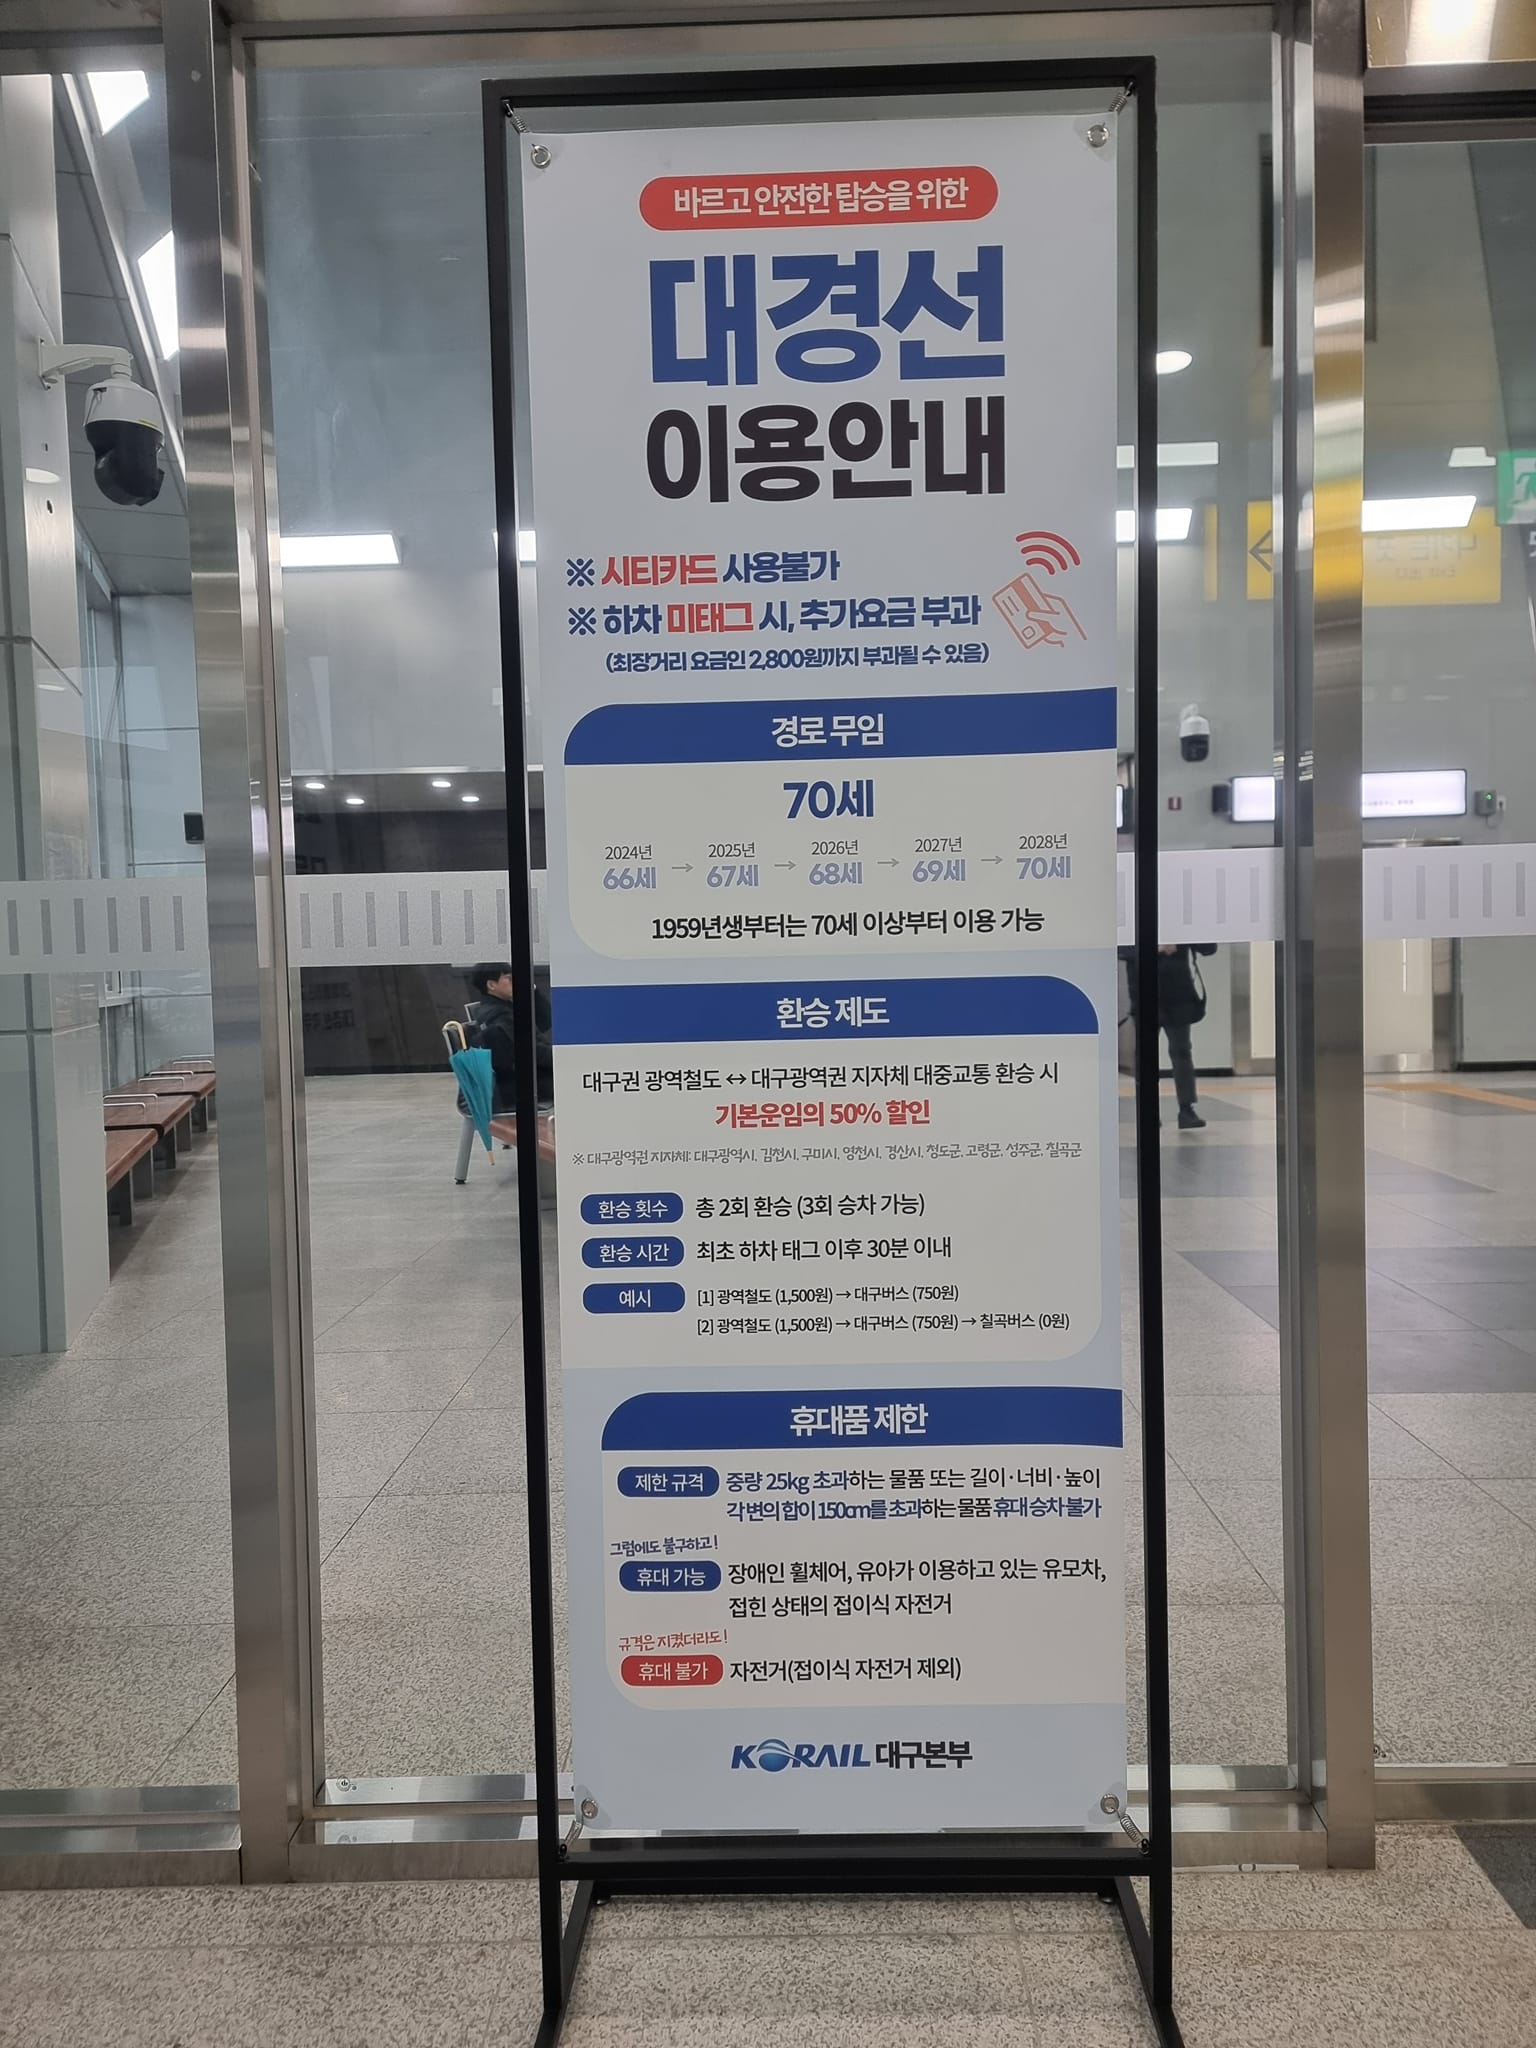 바르고 안전한 탑승을 위한
대경선
이용안내
※ 시티카드 사용불가
※ 하차 미태그 시, 추가요금 부과
(최장거리 요금인 2,800원까지 부과될 수 있음)
경로 무임
70세
2024년 → 2025년 → 2026년 → 2027년 → 2028년
66세 67세 68세 69세 70세
1959년생부터는 70세 이상부터 이용 가능
환승 제도
대구권 광역철도 ↔ 대구광역권 지자체 대중교통 환승 시
기본운임의 50% 할인
※ 대구광역권 지자체: 대구광역시, 김천시, 구미시, 영천시, 경산시, 청도군, 고령군, 성주군, 칠곡군
환승 횟수 총 2회 환승 (3회 승차 가능)
환승 시간 최초 하차 태그 이후 30분 이내
예시 [1] 광역철도 (1,500원) → 대구버스 (750원)
[2] 광역철도 (1,500원) → 대구버스 (750원) → 칠곡버스 (0원)
휴대품 제한
제한 규격 중량 25kg 초과하는 물품 또는 길이·너비·높이
각 변의 합이 150cm를 초과하는 물품 휴대 승차 불가
그럼에도 불구하고!
휴대 가능 장애인 휠체어, 유아가 이용하고 있는 유모차,
접힌 상태의 접이식 자전거
규격은 지켰더라도!
휴대 불가 자전거(접이식 자전거 제외)
KORAIL 대구본부